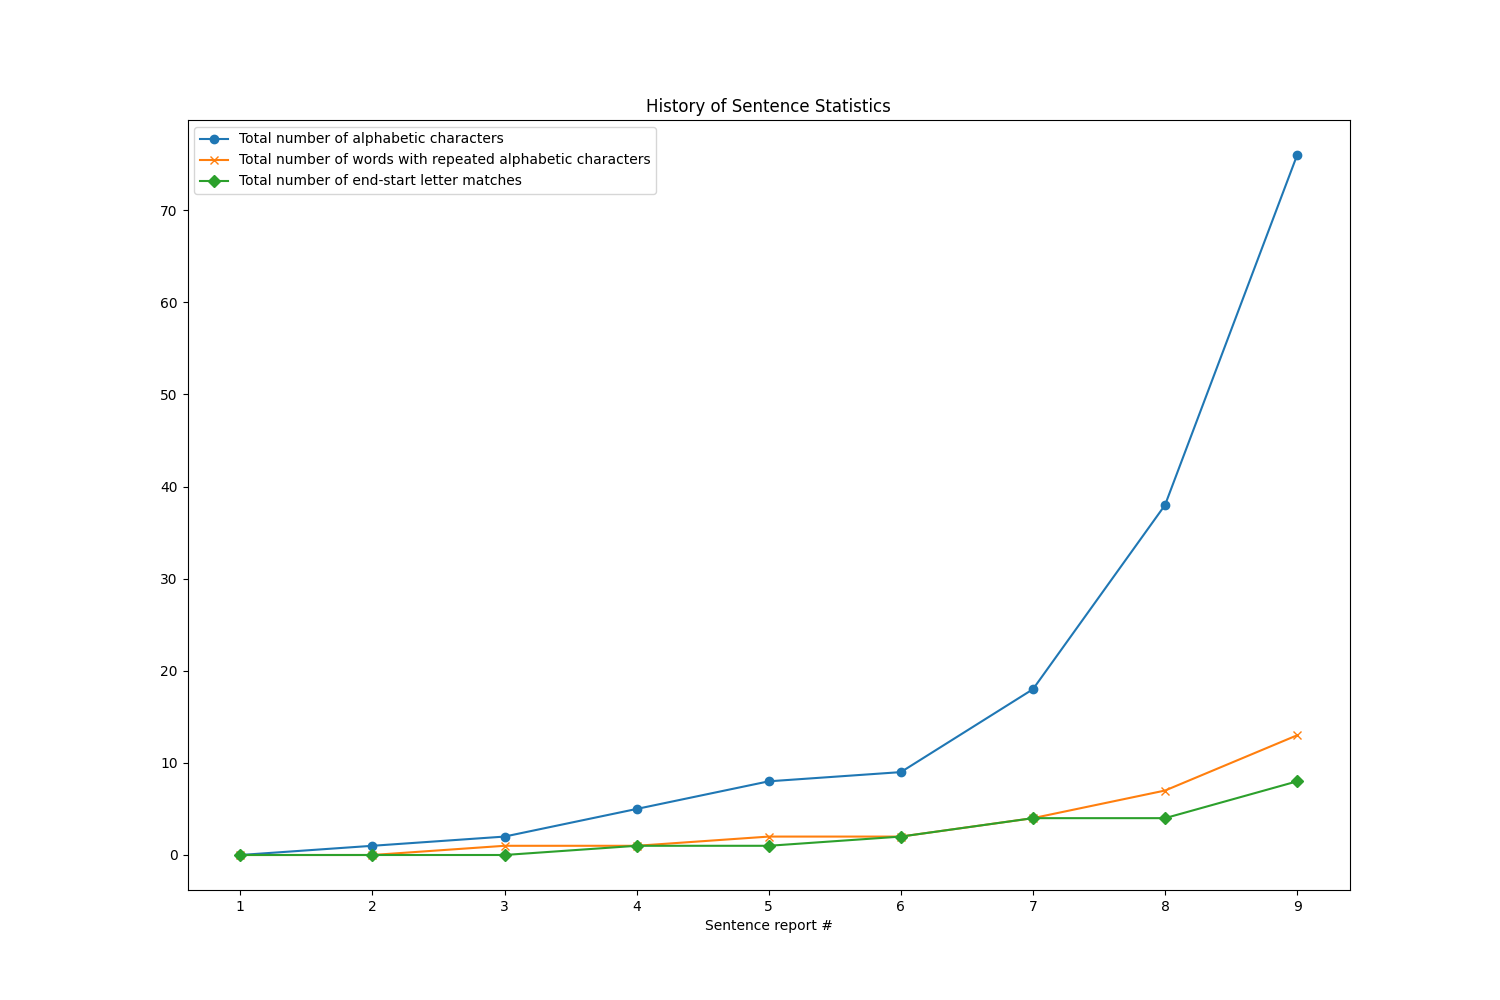 History of Sentence Statistics
Total number of alphabetic characters
Total number of words with repeated alphabetic characters
Total number of end-start letter matches
70
60
50
40
30
20
10
0
1 2 3 4 5 6 7 8 9
Sentence report #